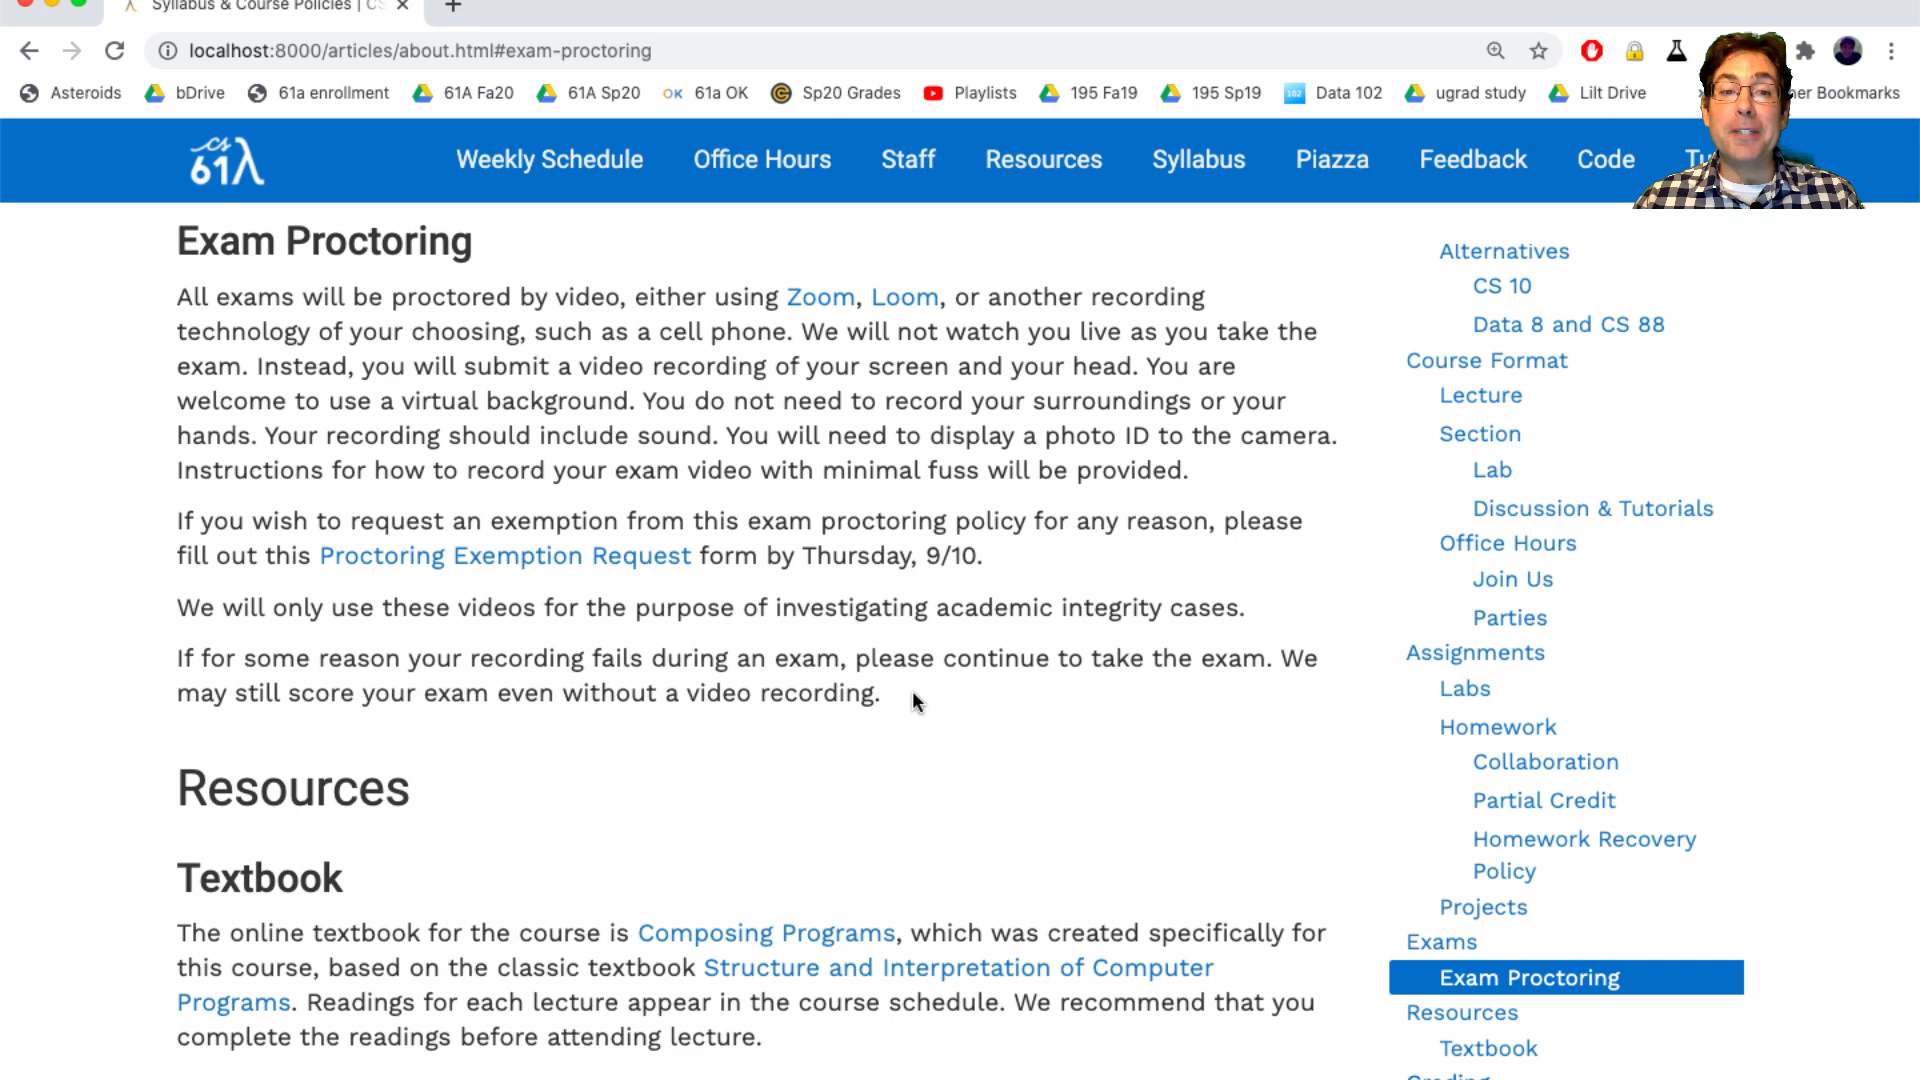 Syllabus & Course Policies | CS
localhost:8000/articles/about.html#exam-proctoring
Asteroids bDrive 61a enrollment 61A Fa20 61A Sp20 OK 61a OK Sp20 Grades Playlists 195 Fa19 195 Sp19 102 Data 102 ugrad study Lilt Drive Bookmarks
cs 61λ Weekly Schedule Office Hours Staff Resources Syllabus Piazza Feedback Code
Exam Proctoring
All exams will be proctored by video, either using Zoom, Loom, or another recording
technology of your choosing, such as a cell phone. We will not watch you live as you take the
exam. Instead, you will submit a video recording of your screen and your head. You are
welcome to use a virtual background. You do not need to record your surroundings or your
hands. Your recording should include sound. You will need to display a photo ID to the camera.
Instructions for how to record your exam video with minimal fuss will be provided.
If you wish to request an exemption from this exam proctoring policy for any reason, please
fill out this Proctoring Exemption Request form by Thursday, 9/10.
We will only use these videos for the purpose of investigating academic integrity cases.
If for some reason your recording fails during an exam, please continue to take the exam. We
may still score your exam even without a video recording.
Resources
Textbook
The online textbook for the course is Composing Programs, which was created specifically for
this course, based on the classic textbook Structure and Interpretation of Computer
Programs. Readings for each lecture appear in the course schedule. We recommend that you
complete the readings before attending lecture.
Alternatives
CS 10
Data 8 and CS 88
Course Format
Lecture
Section
Lab
Discussion & Tutorials
Office Hours
Join Us
Parties
Assignments
Labs
Homework
Collaboration
Partial Credit
Homework Recovery
Policy
Projects
Exams
Exam Proctoring
Resources
Textbook